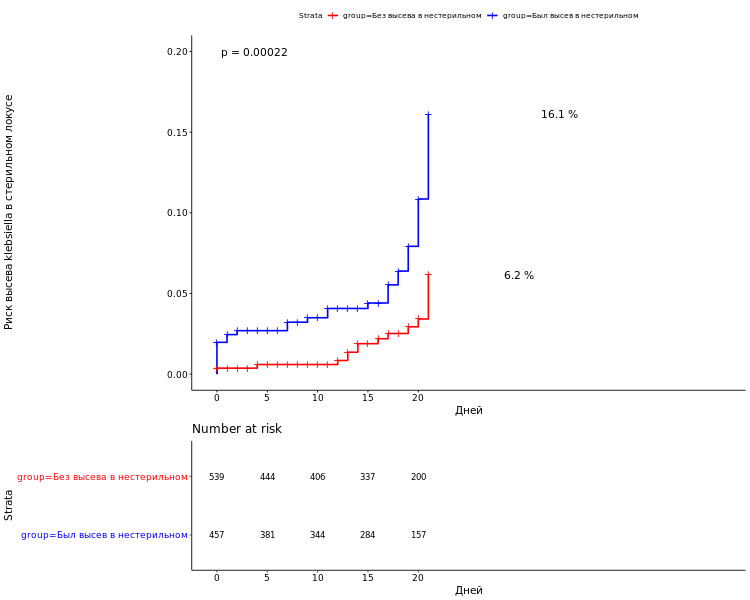 Strata group=Без высева в нестерильном group=Был высев в нестерильном
p = 0.00022
Риск высева klebsiella в стерильном локусе
0.20
0.15
0.10
0.05
0.00
16.1 %
6.2 %
0 5 10 15 20
Дней
Number at risk
Strata
group=Без высева в нестерильном 539 444 406 337 200
group=Был высев в нестерильном 457 381 344 284 157
0 5 10 15 20
Дней